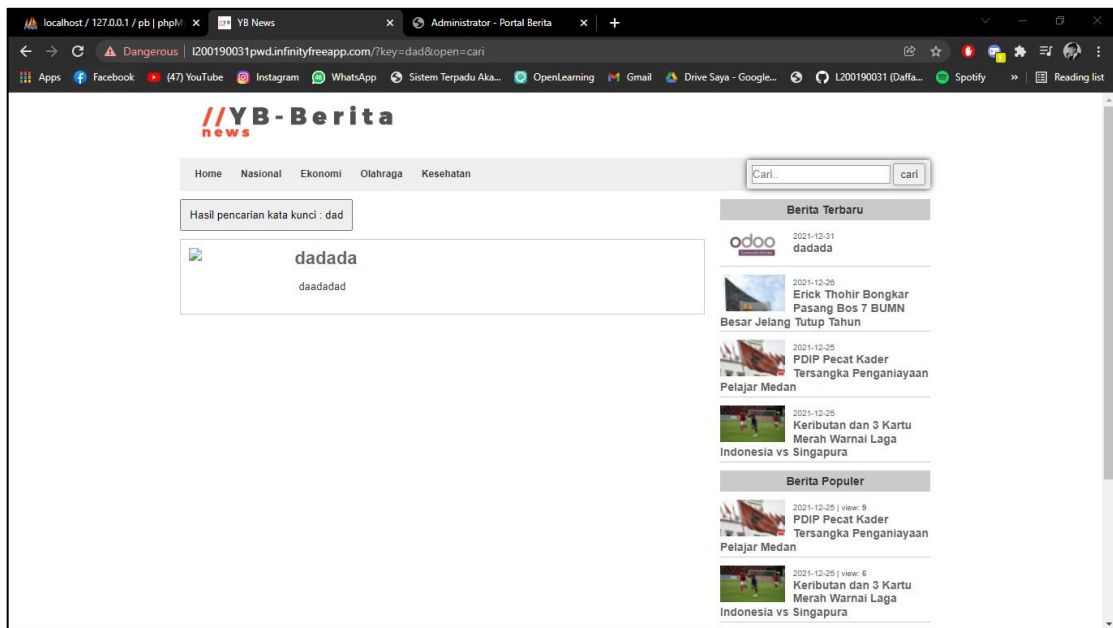 localhost / 127.0.0.1 / pb | phpM
YB News
Administrator - Portal Berita
Dangerous | l200190031pwd.infinityfreeapp.com/?key=dad&open=cari
Apps Facebook (47) YouTube Instagram WhatsApp Sistem Terpadu Aka... OpenLearning Gmail Drive Saya - Google... L200190031 (Daffa... Spotify » Reading list
//YB-Berita
news
Home Nasional Ekonomi Olahraga Kesehatan
Cari.. cari
Hasil pencarian kata kunci : dad
dadada
daadadad
Berita Terbaru
odoo
2021-12-31
dadada
2021-12-26
Erick Thohir Bongkar
Pasang Bos 7 BUMN
Besar Jelang Tutup Tahun
2021-12-25
PDIP Pecat Kader
Tersangka Penganiayaan
Pelajar Medan
2021-12-25
Keributan dan 3 Kartu
Merah Warnai Laga
Indonesia vs Singapura
Berita Populer
2021-12-25 | view: 9
PDIP Pecat Kader
Tersangka Penganiayaan
Pelajar Medan
2021-12-25 | view: 6
Keributan dan 3 Kartu
Merah Warnai Laga
Indonesia vs Singapura